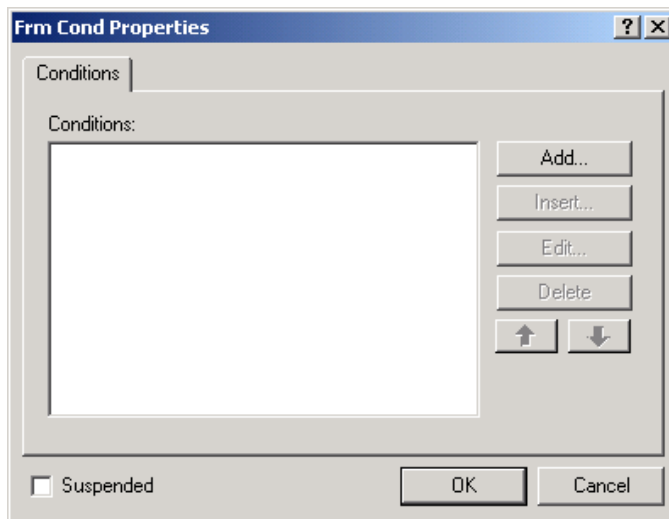 Frm Cond Properties
Conditions
Conditions:
Add...
Insert...
Edit...
Delete
Suspended OK Cancel